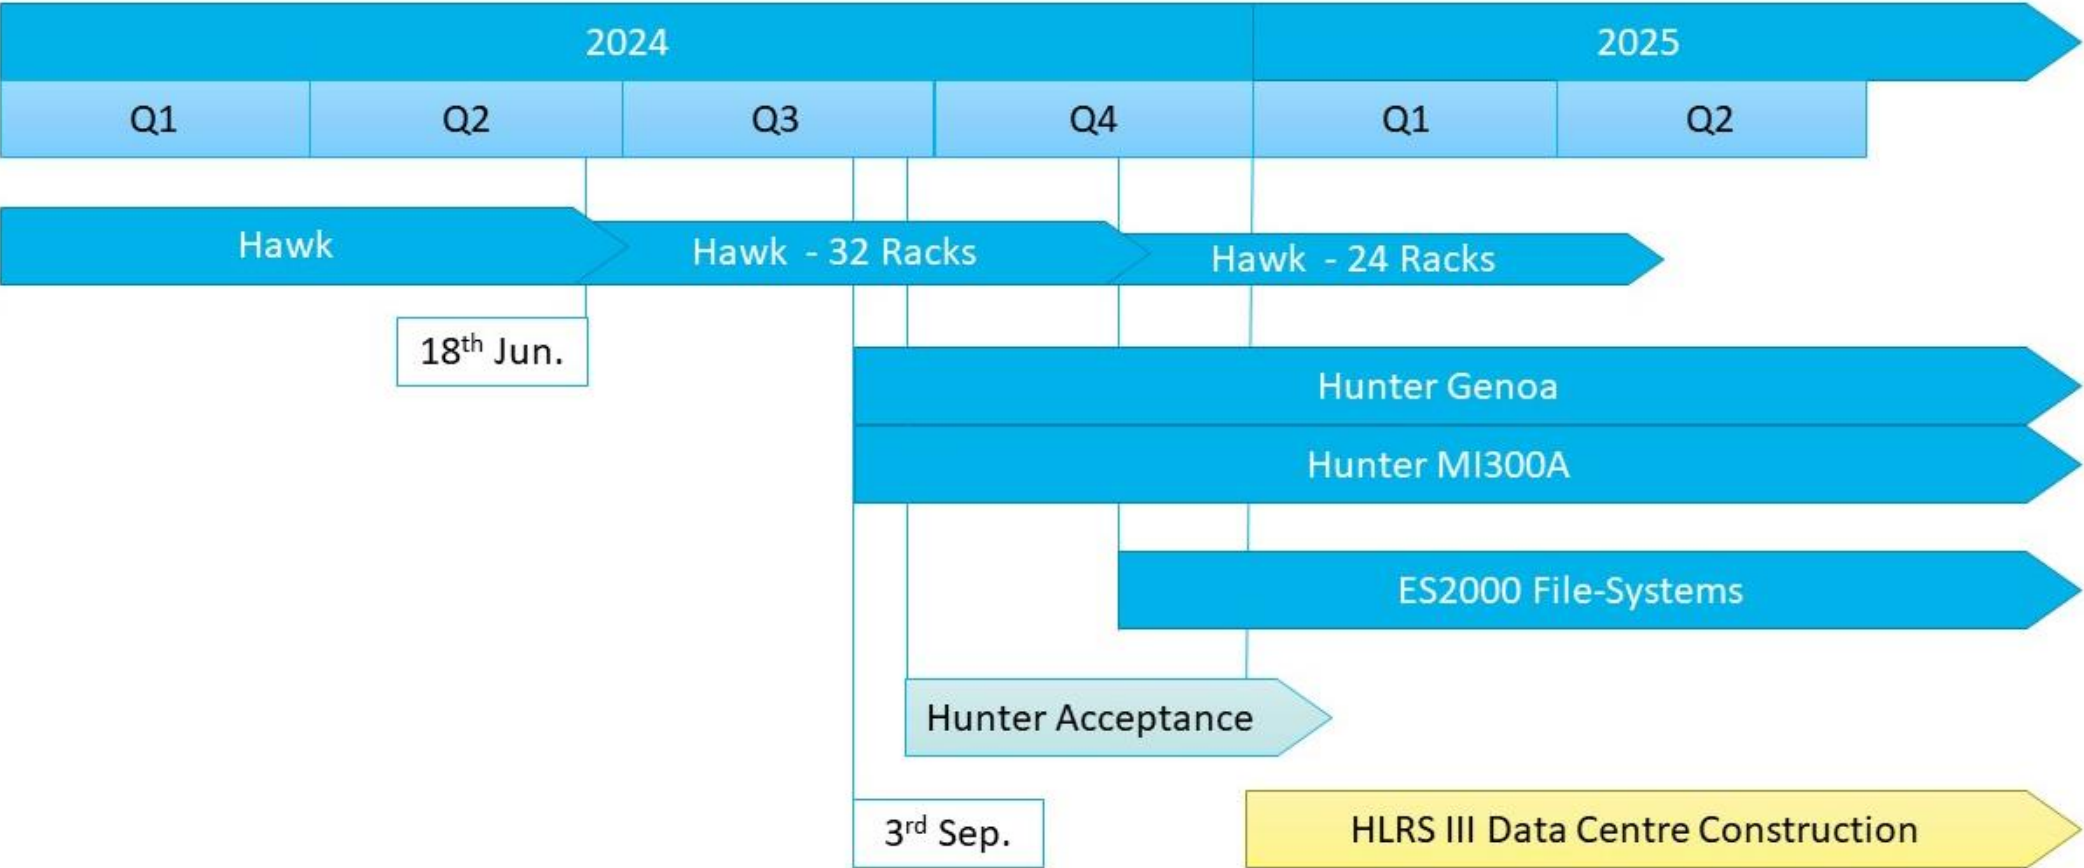 2024 2025
Q1 Q2 Q3 Q4 Q1 Q2
Hawk
Hawk - 32 Racks
Hawk - 24 Racks
18th Jun.
Hunter Genoa
Hunter MI300A
ES2000 File-Systems
Hunter Acceptance
3rd Sep.
HLRS III Data Centre Construction